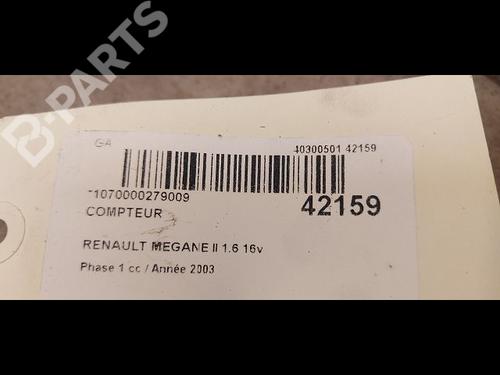 B-PARTS
GA
40300501 42159
1070000279009
42159
COMPTEUR
RENAULT MEGANE II 1.6 16v
Phase 1 cc / Année 2003